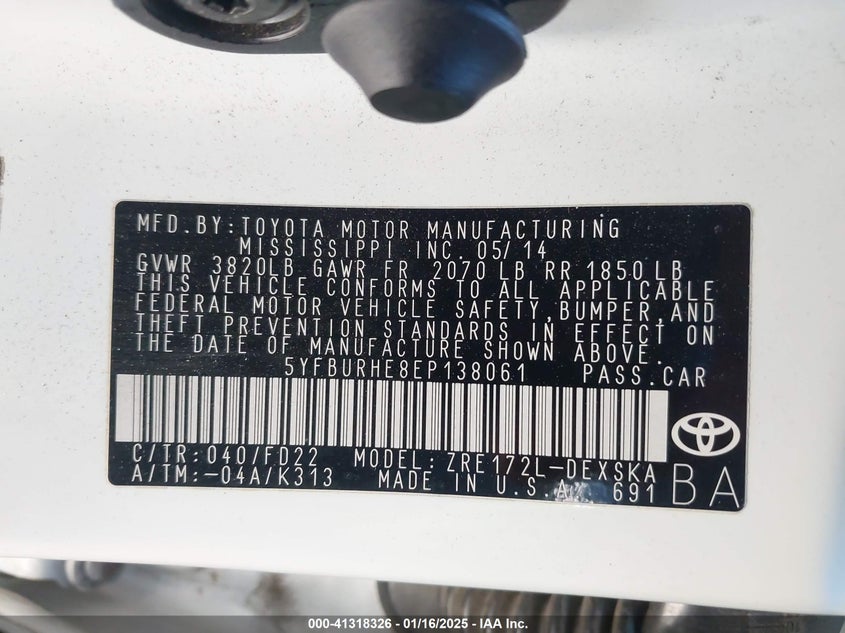 MFD.BY:TOYOTA MOTOR MANUFACTURING
MISSISSIPPI INC. 05/14
GVWR 3820LB GAWR FR 2070 LB RR 1850 LB
THIS VEHICLE CONFORMS TO ALL APPLICABLE
FEDERAL MOTOR VEHICLE SAFETY, BUMPER, AND
THEFT PREVENTION STANDARDS IN EFFECT ON
THE DATE OF MANUFACTURE SHOWN ABOVE.
5YFBURHE8EP138061 PASS.CAR
C/TR:040/FD22 MODEL: ZRE172L-DEXSKA
A/TM:-04A/K313 MADE IN U.S.A. 691
BA
000-41318326 - 01/16/2025 - IAA Inc.